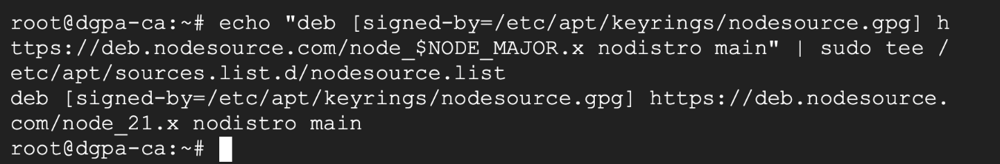 root@dgpa-ca:~# echo "deb [signed-by=/etc/apt/keyrings/nodesource.gpg] h
ttps://deb.nodesource.com/node_$NODE_MAJOR.x nodistro main" | sudo tee /
etc/apt/sources.list.d/nodesource.list
deb [signed-by=/etc/apt/keyrings/nodesource.gpg] https://deb.nodesource.
com/node_21.x nodistro main
root@dgpa-ca:~#